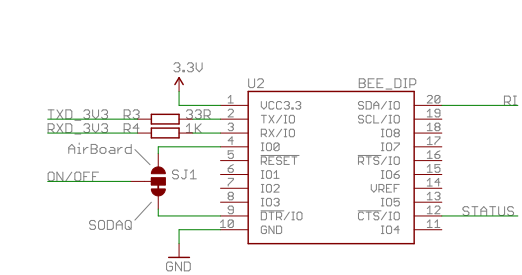 3.3V
U2 BEE_DIP
1 VCC3.3 SDA/IO 20 RI
TXD_3V3 R3 33R 2 TX/IO SCL/IO 19
RXD_3V3 R4 1K 3 RX/IO IO8 18
4 IO0 IO7 17
AirBoard 5 RESET RTS/IO 16
ON/OFF SJ1 6 IO1 IO6 15
7 IO2 VREF 14
8 IO3 IO5 13
SODAQ 9 DTR/IO CTS/IO 12 STATUS
10 GND IO4 11
GND